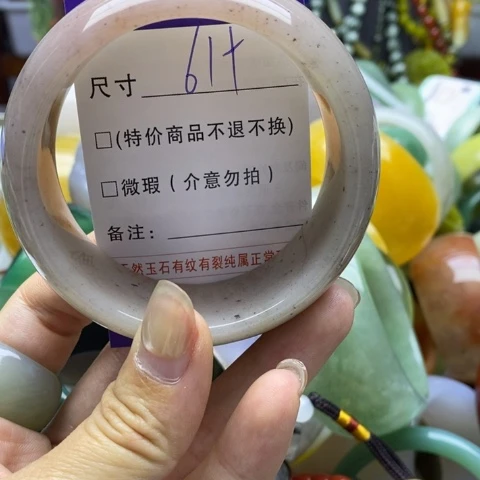 尺寸 61+
□(特价商品不退不换)
□微瑕(介意勿拍)
备注:
然玉石有纹有裂纯属正常